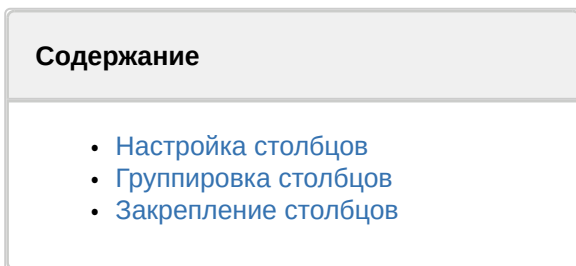 Содержание
• Настройка столбцов
• Группировка столбцов
• Закрепление столбцов